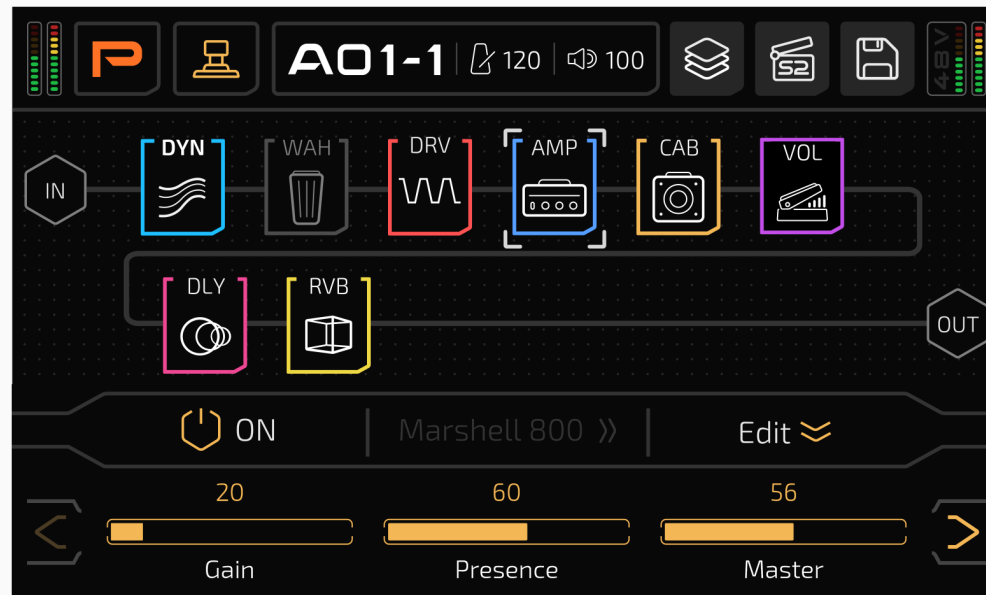 A01-1 120 100 S2 48V
DYN WAH DRV AMP CAB VOL
IN
DLY RVB
OUT
ON Marshell 800 Edit
20 60 56
Gain Presence Master